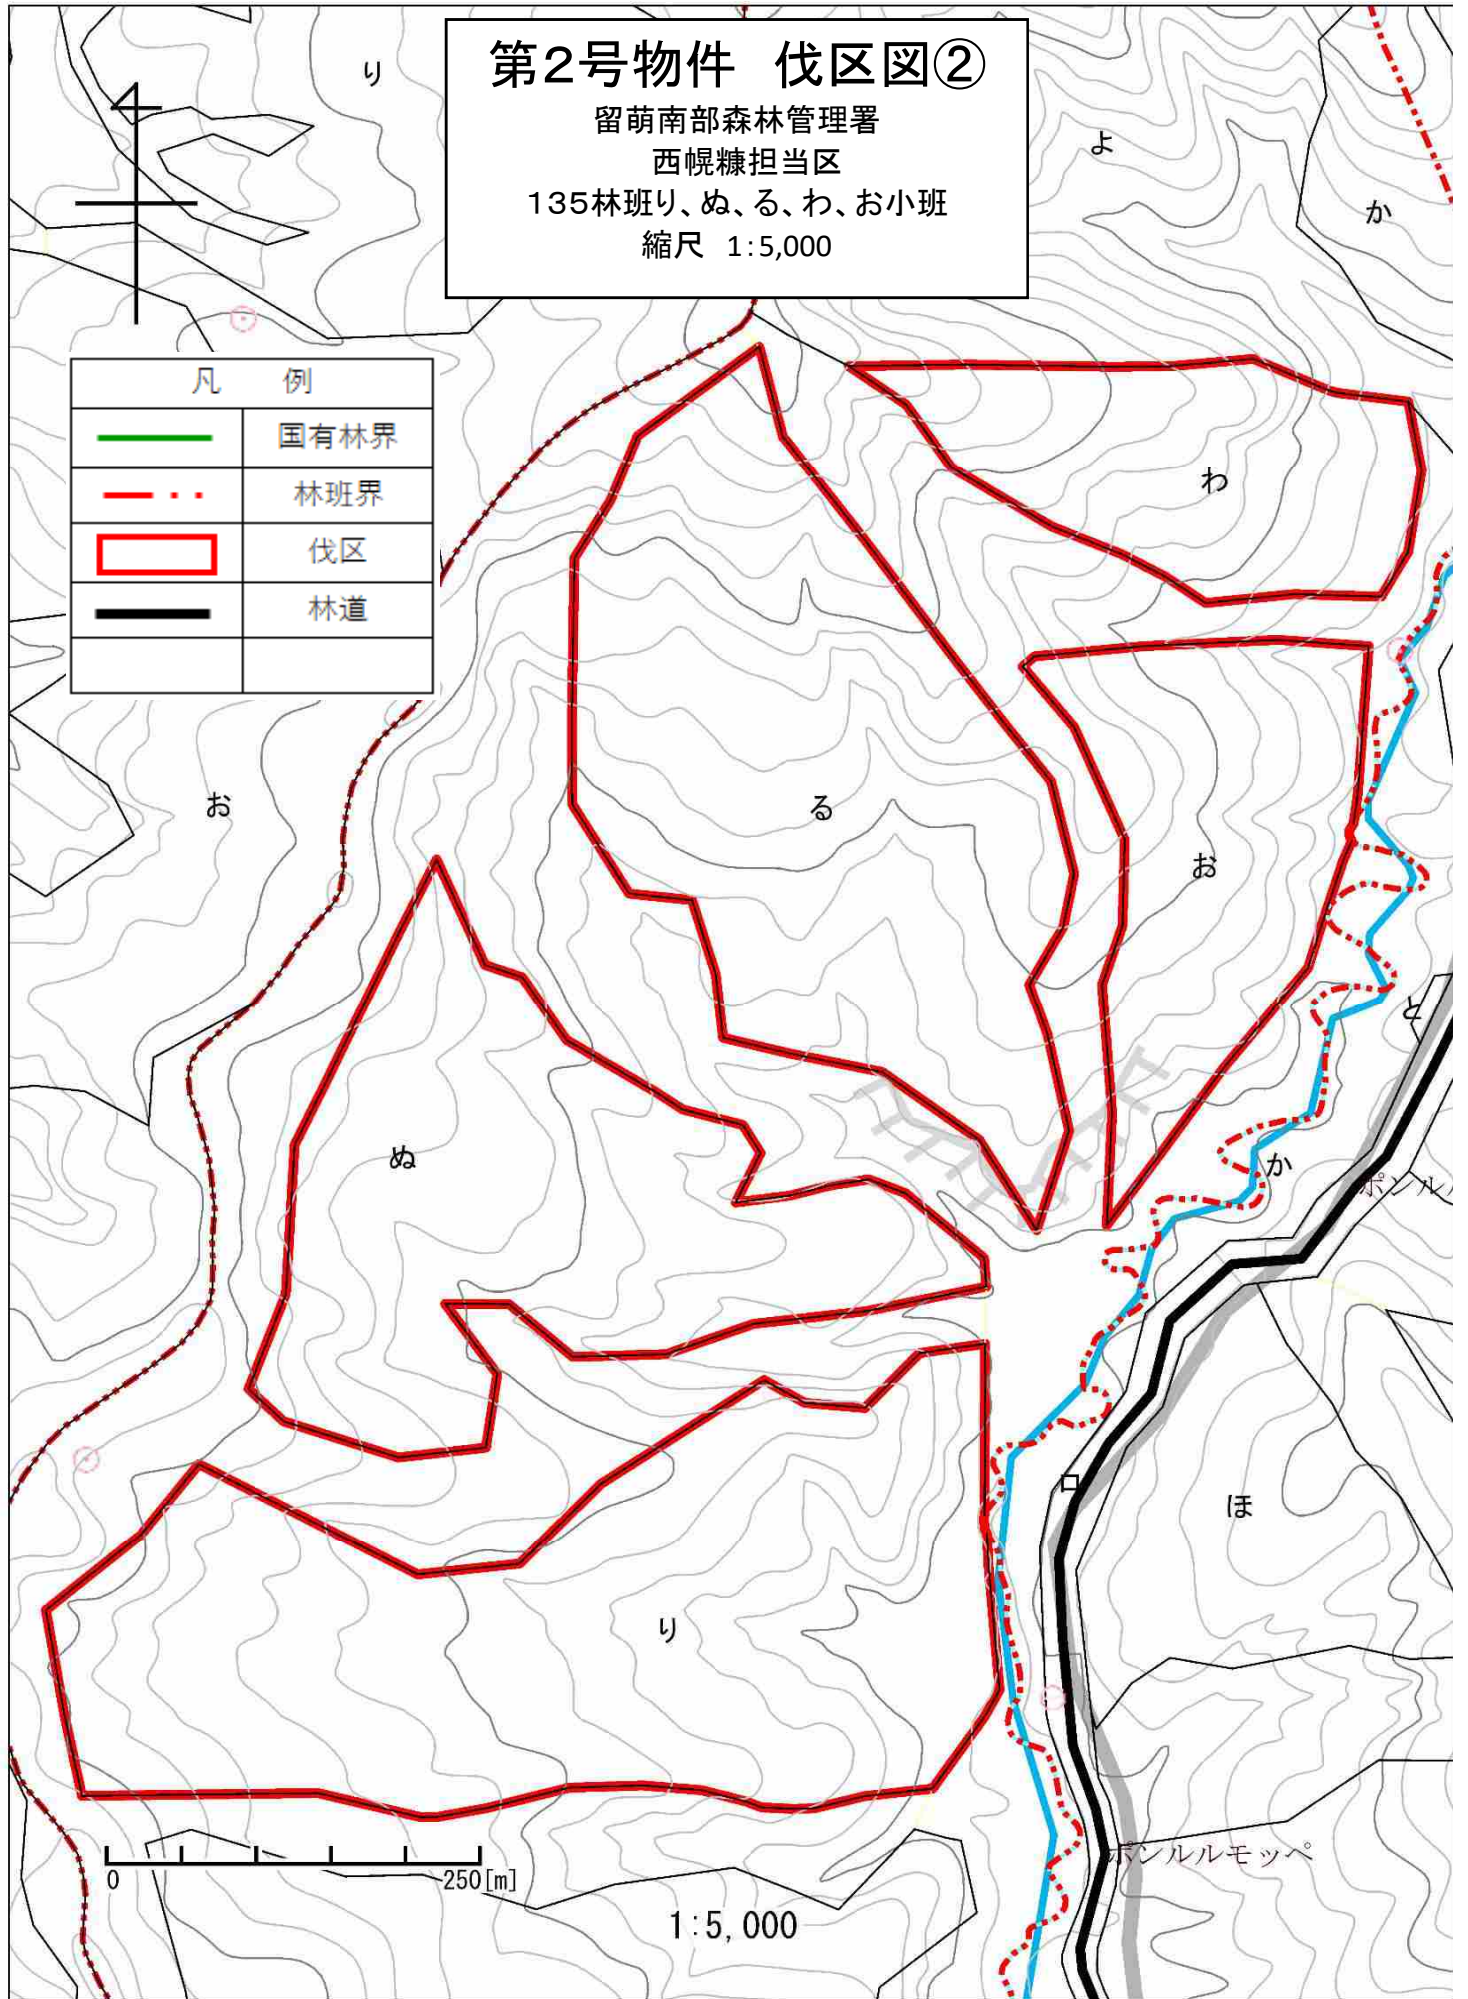 第2号物件 伐区図②
留萌南部森林管理署
西幌糠担当区
135林班り、ぬ、る、わ、お小班
縮尺 1:5,000
り
よ
か
凡 例
国有林界
林班界
伐区
林道
わ
お
る
お
と
ぬ
か
ポンル
ロ
ほ
り
ポンルルモッペ
0
250[m]
1:5,000